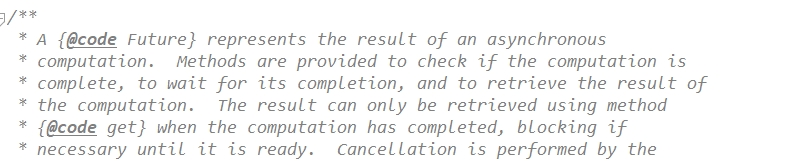 /**
* A {@code Future} represents the result of an asynchronous
* computation.  Methods are provided to check if the computation is
* complete, to wait for its completion, and to retrieve the result of
* the computation.  The result can only be retrieved using method
* {@code get} when the computation has completed, blocking if
* necessary until it is ready.  Cancellation is performed by the